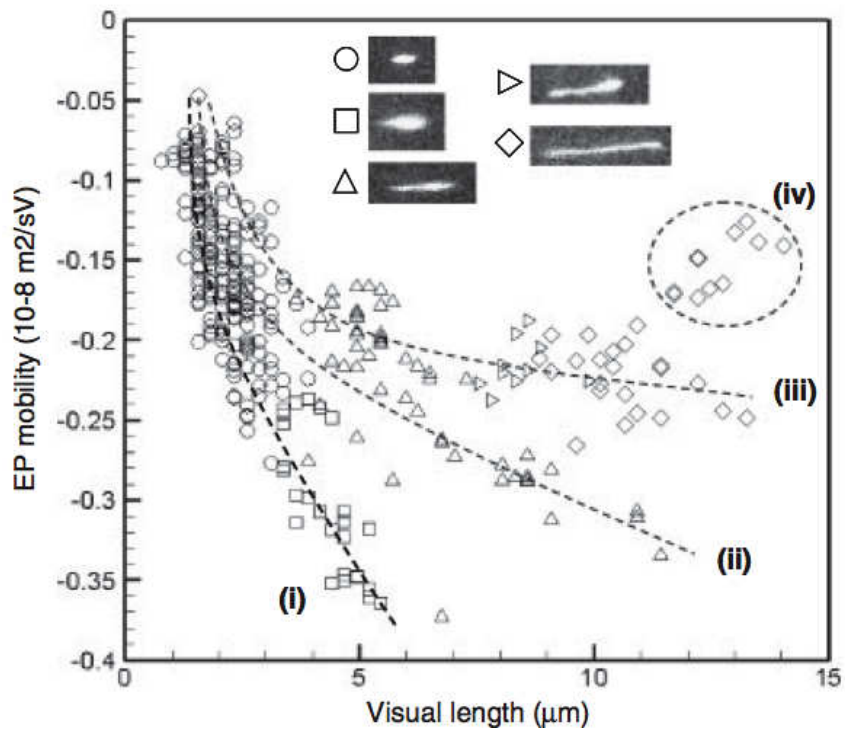 0
-0.05
-0.1
-0.15
-0.2
-0.25
-0.3
-0.35
-0.4
EP mobility (10-8 m2/sV)
(iv)
(iii)
(ii)
(i)
0
5
10
15
Visual length (μm)